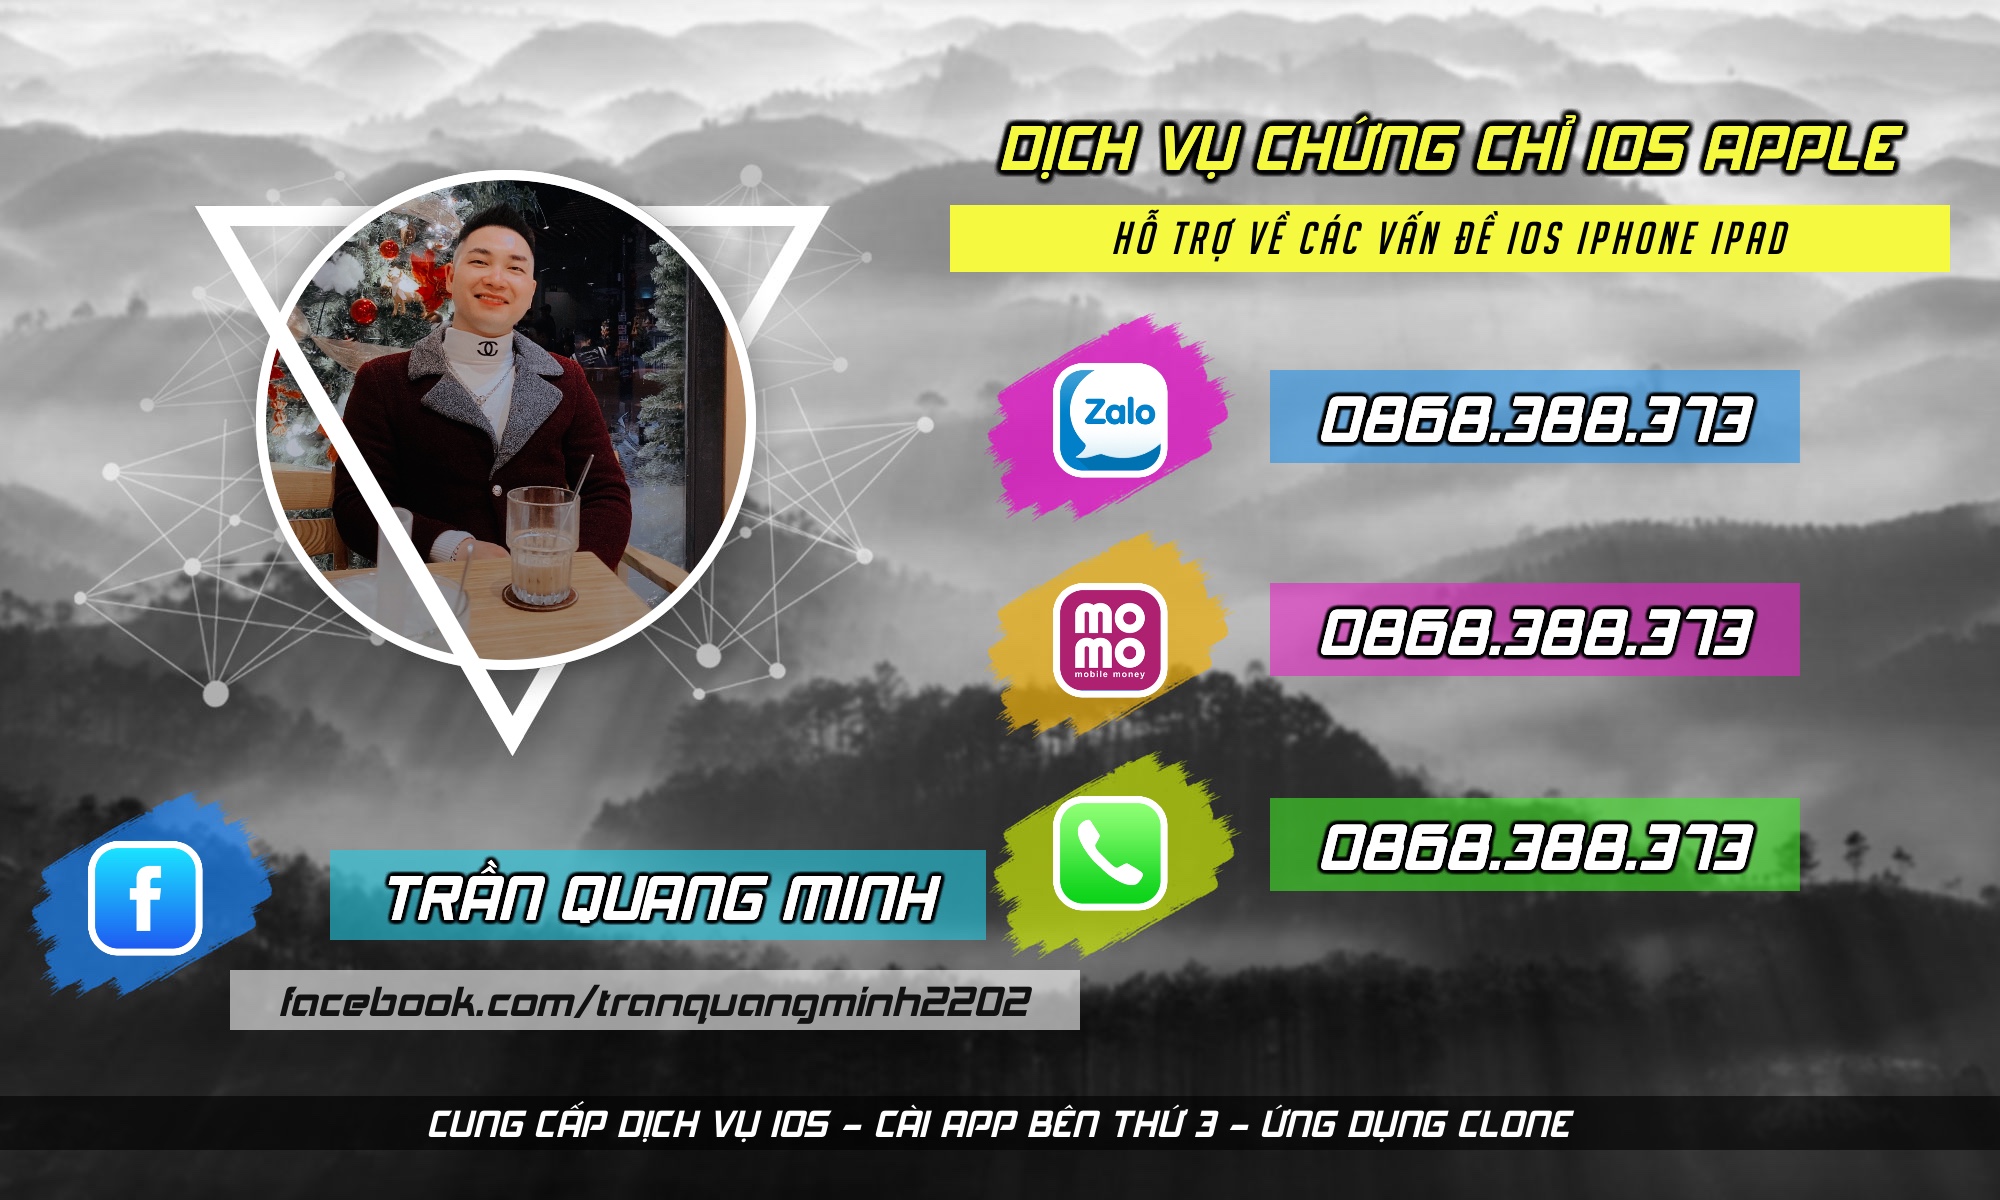 DỊCH VỤ CHỨNG CHỈ IOS APPLE
HỖ TRỢ VỀ CÁC VẤN ĐỀ IOS IPHONE IPAD
Zalo
0868.388.373
mo
mo
mobile money
0868.388.373
0868.388.373
f
TRẦN QUANG MINH
facebook.com/tranquangminh2202
CUNG CẤP DỊCH VỤ IOS - CÀI APP BÊN THỨ 3 - ỨNG DỤNG CLONE